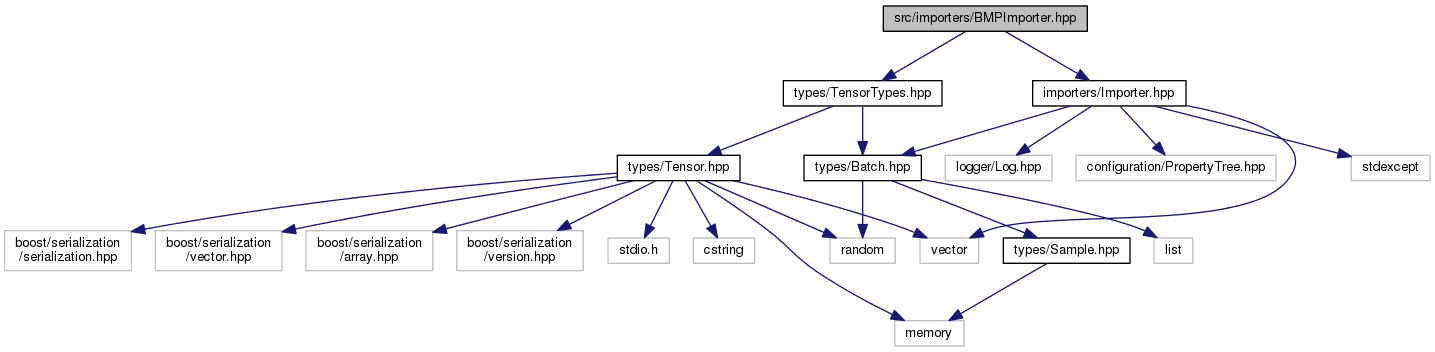 src/importers/BMPImporter.hpp
types/TensorTypes.hpp
importers/Importer.hpp
types/Tensor.hpp
types/Batch.hpp
logger/Log.hpp
configuration/PropertyTree.hpp
stdexcept
boost/serialization
/serialization.hpp
boost/serialization
/vector.hpp
boost/serialization
/array.hpp
boost/serialization
/version.hpp
stdio.h
cstring
random
vector
types/Sample.hpp
list
memory